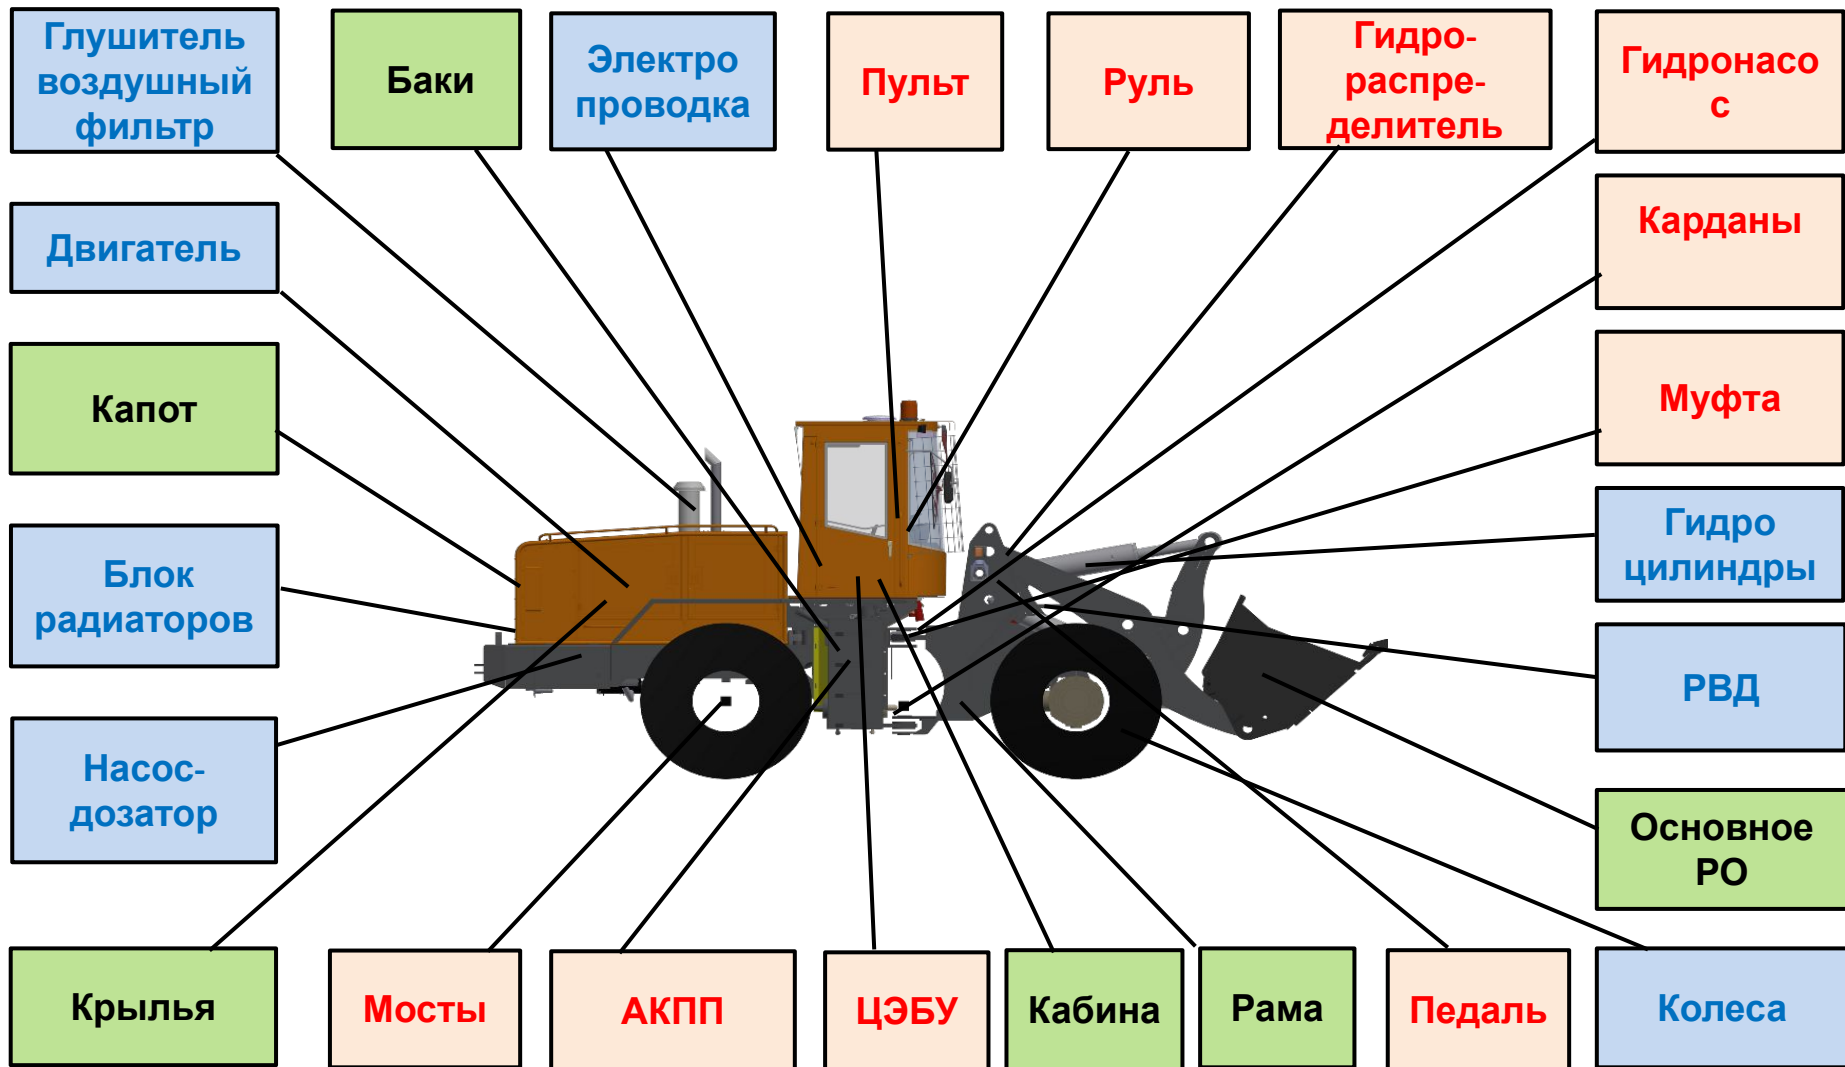 Глушитель
воздушный
фильтр
Баки
Электро
проводка
Пульт
Руль
Гидро-
распре-
делитель
Гидронасо
с
Двигатель
Карданы
Капот
Муфта
Блок
радиаторов
Гидро
цилиндры
Насос-
дозатор
РВД
Основное
РО
Крылья
Мосты
АКПП
ЦЭБУ
Кабина
Рама
Педаль
Колеса